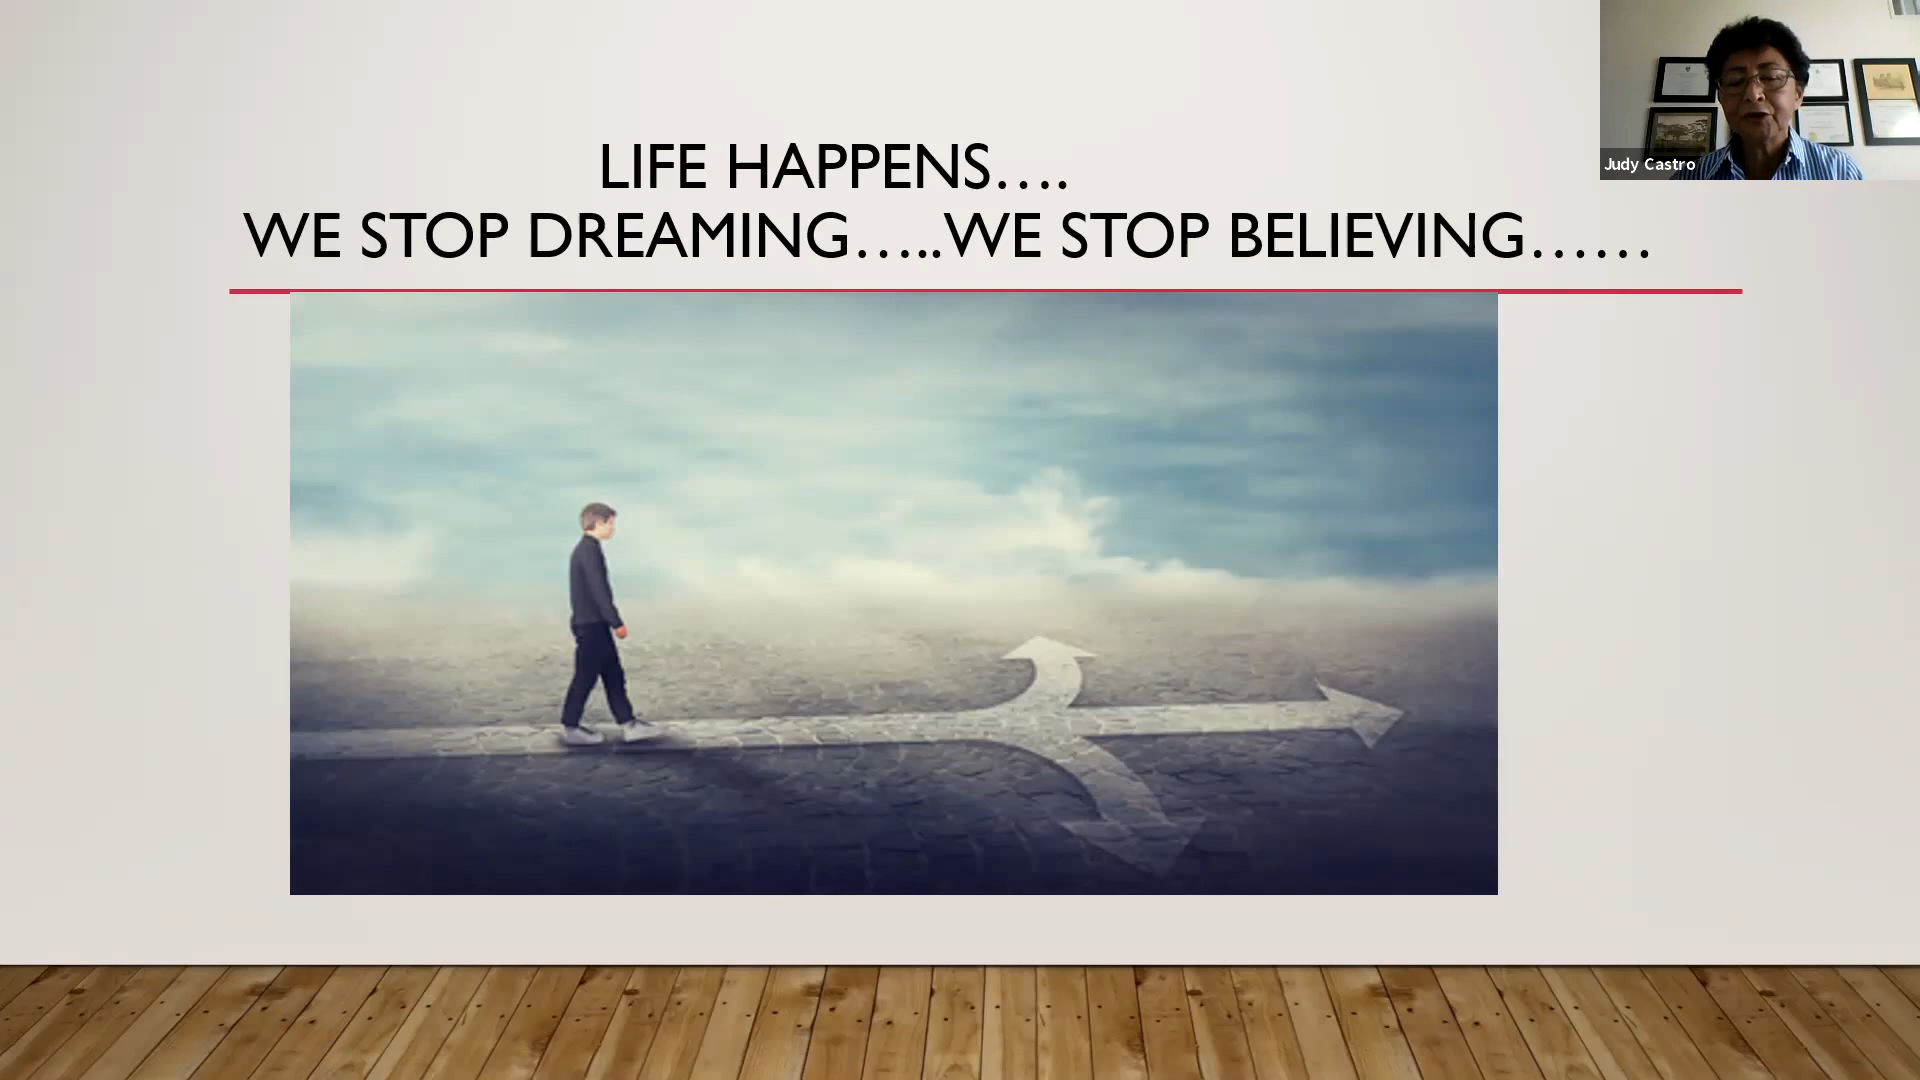 LIFE HAPPENS….
WE STOP DREAMING…..WE STOP BELIEVING……
Judy Castro